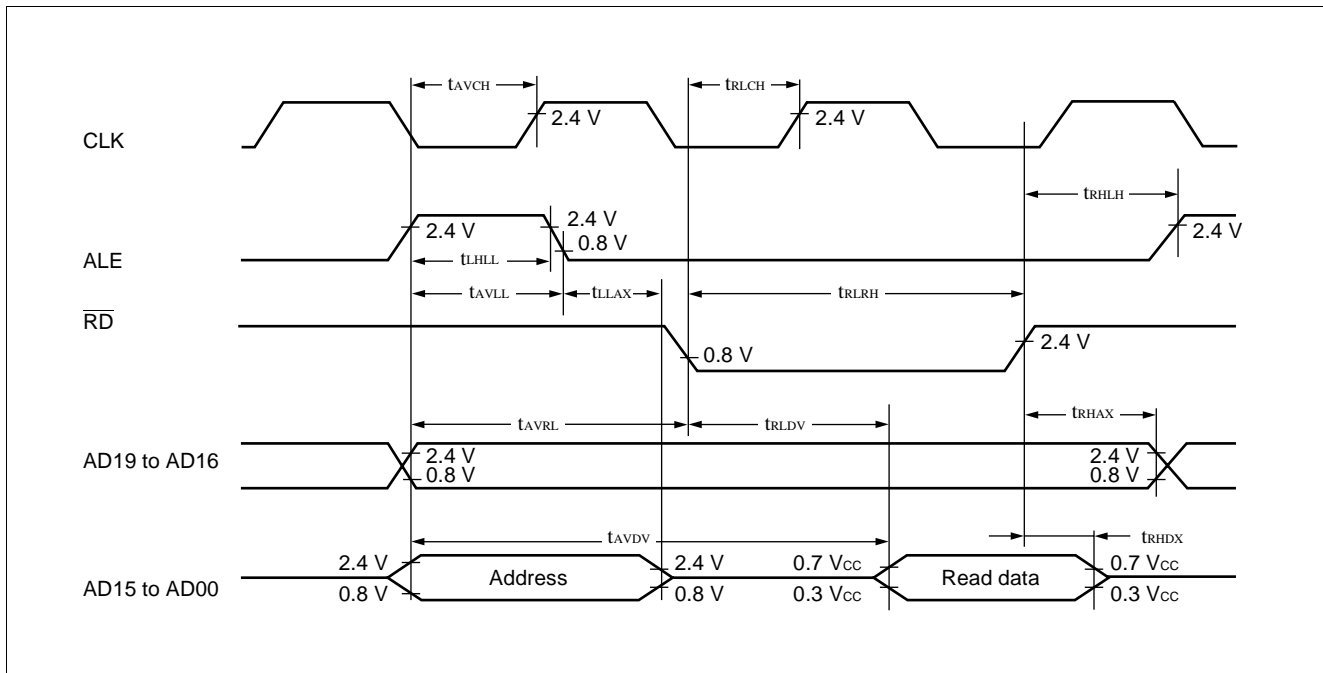 tAVCH
tRLCH
CLK
2.4 V
2.4 V
tRHLH
ALE
2.4 V
2.4 V
0.8 V
2.4 V
tLHLL
tAVLL
tLLAX
tRLRH
RD
0.8 V
2.4 V
tAVRL
tRLDV
tRHAX
AD19 to AD16
2.4 V
0.8 V
2.4 V
0.8 V
tAVDV
tRHDX
AD15 to AD00
2.4 V
0.8 V
Address
2.4 V
0.8 V
0.7 VCC
0.3 VCC
Read data
0.7 VCC
0.3 VCC